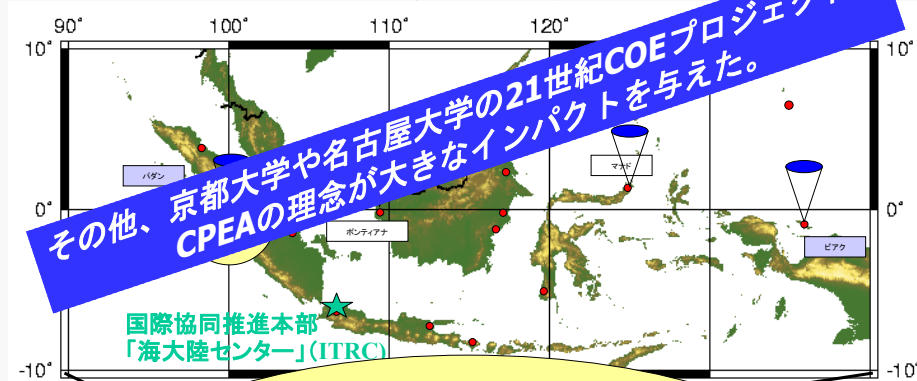 90° 100° 110° 120°
10° 10°
その他、京都大学や名古屋大学の21世紀COEプロジェクト
CPEAの理念が大きなインパクトを与えた。
パダン
マナド
0° 0°
ポンティアナ
ビアク
国際協同推進本部
「海大陸センター」(ITRC)
-10° -10°